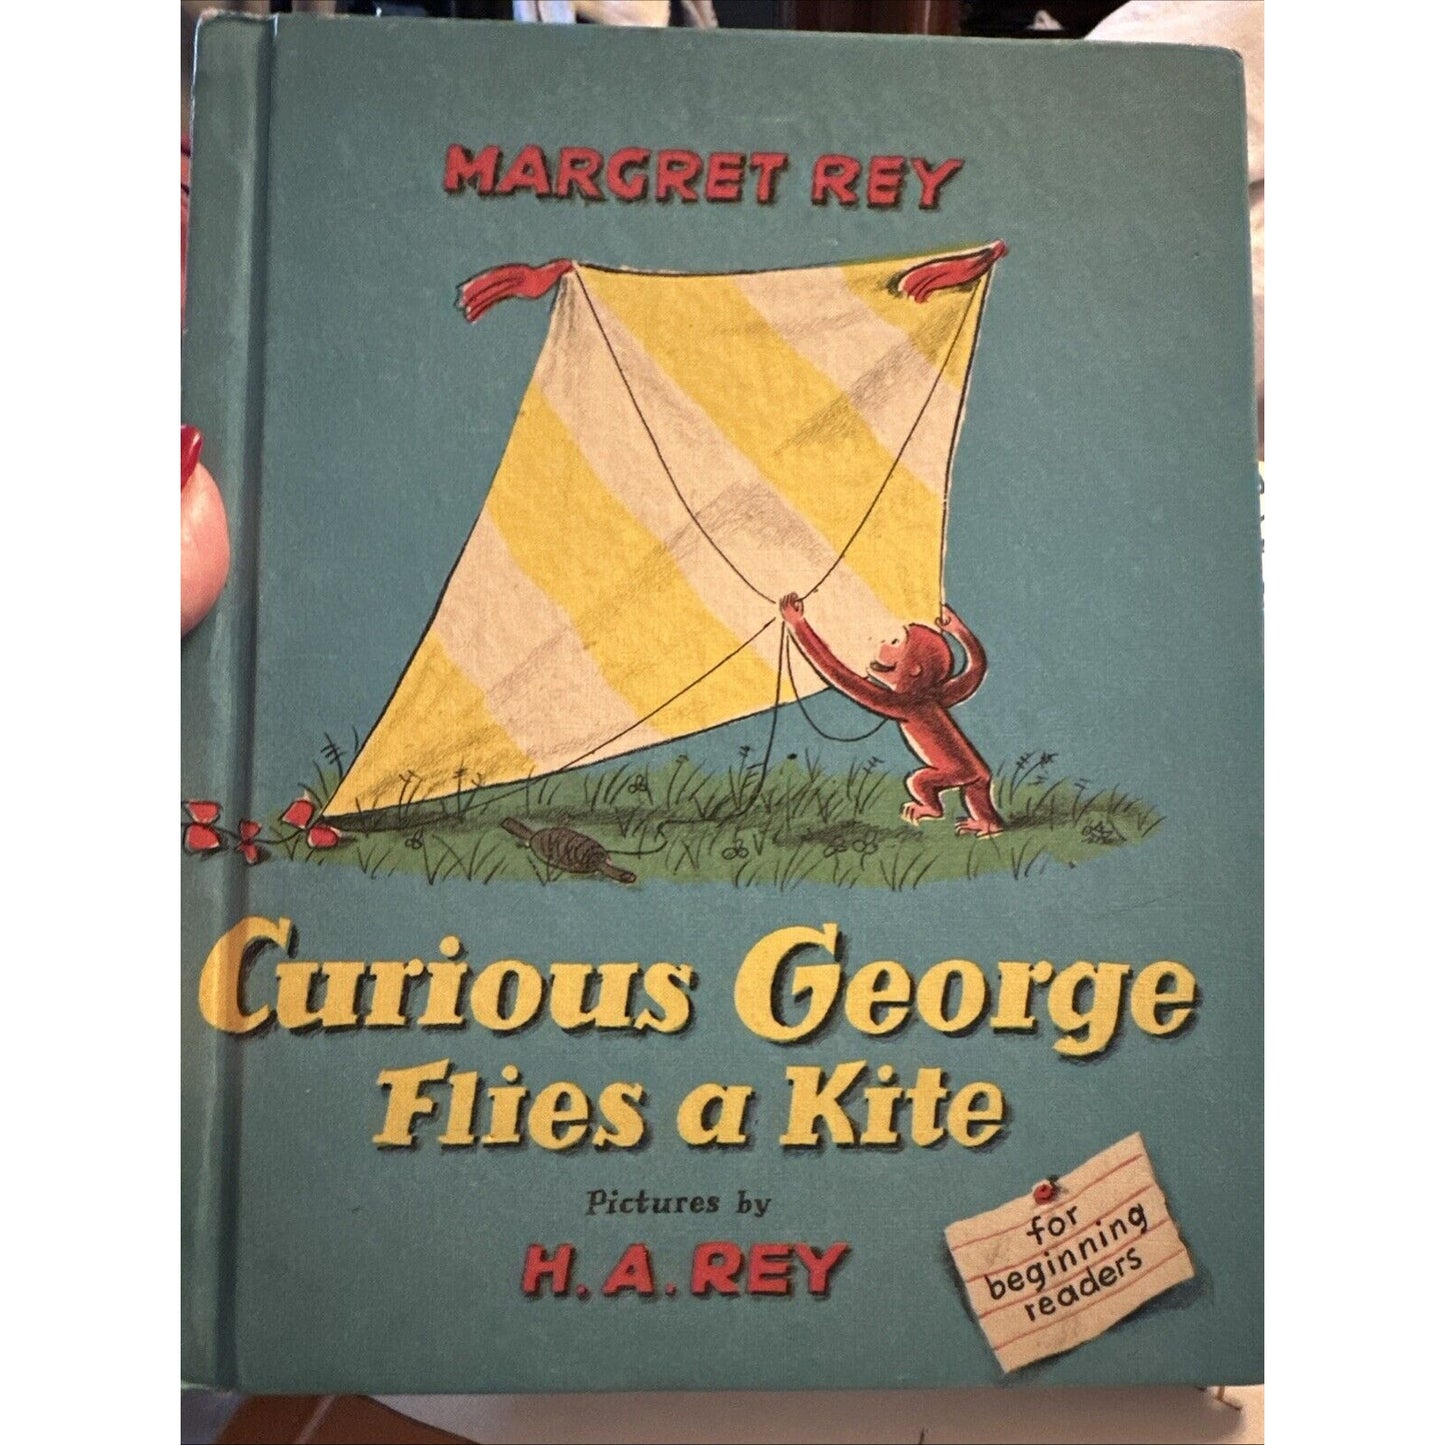 MARGRET REY
Curious George
Flies a Kite
Pictures by
H. A. REY
for
beginning
readers